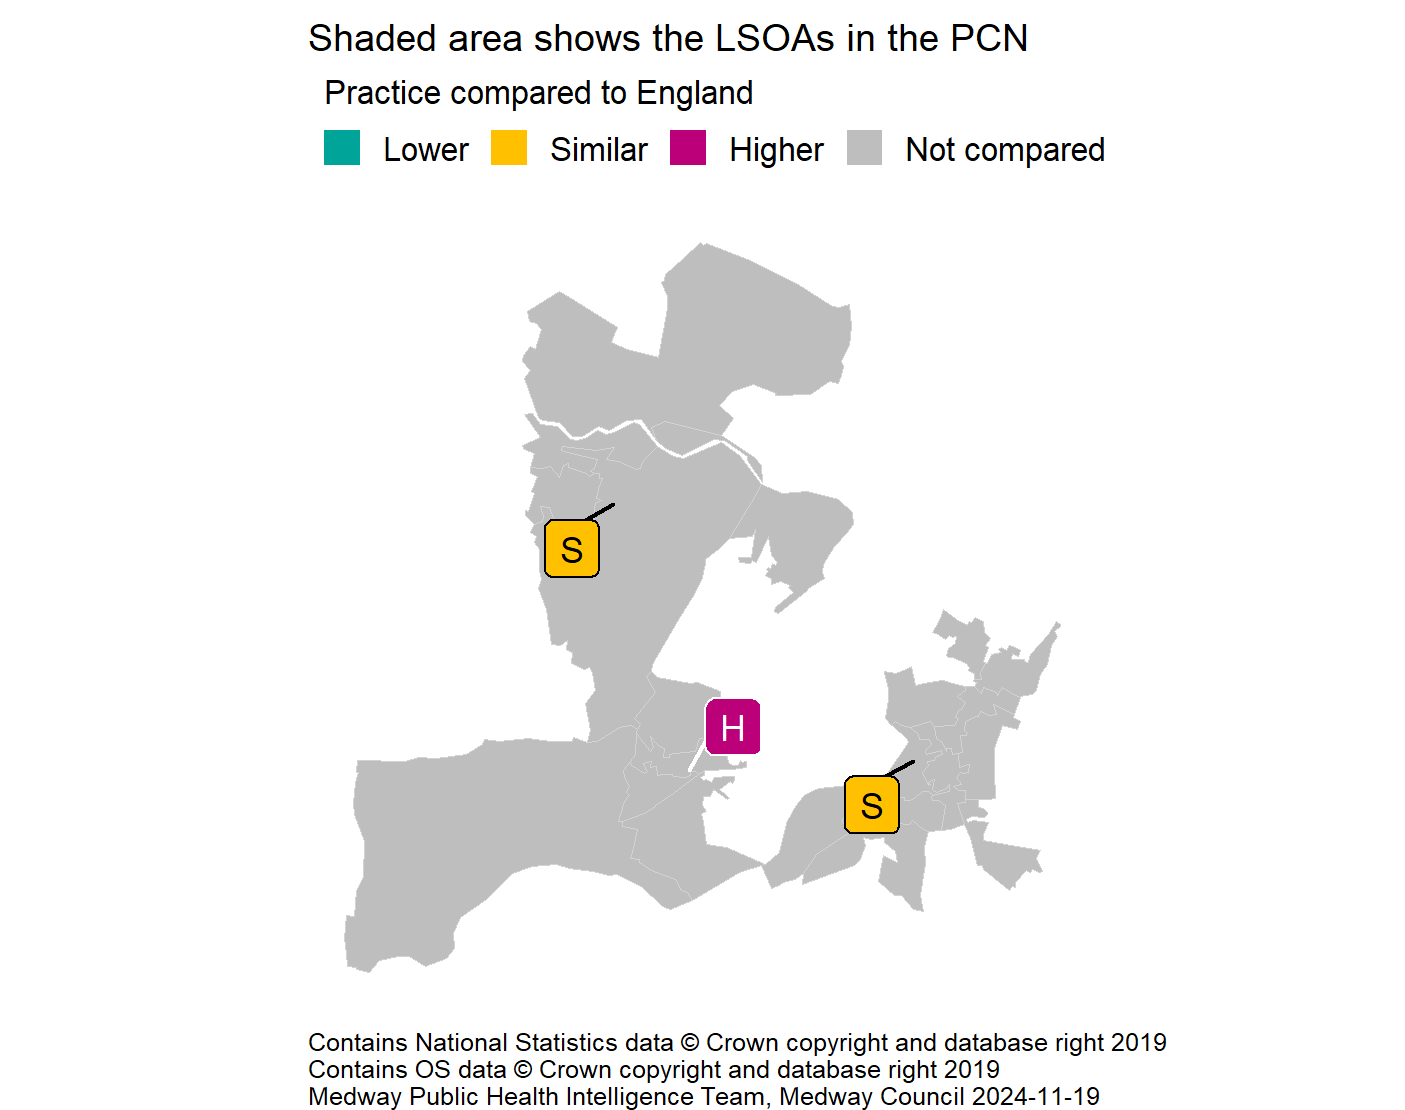 Shaded area shows the LSOAs in the PCN
Practice compared to England
Lower Similar Higher Not compared
S
H
S
Contains National Statistics data © Crown copyright and database right 2019
Contains OS data © Crown copyright and database right 2019
Medway Public Health Intelligence Team, Medway Council 2024-11-19